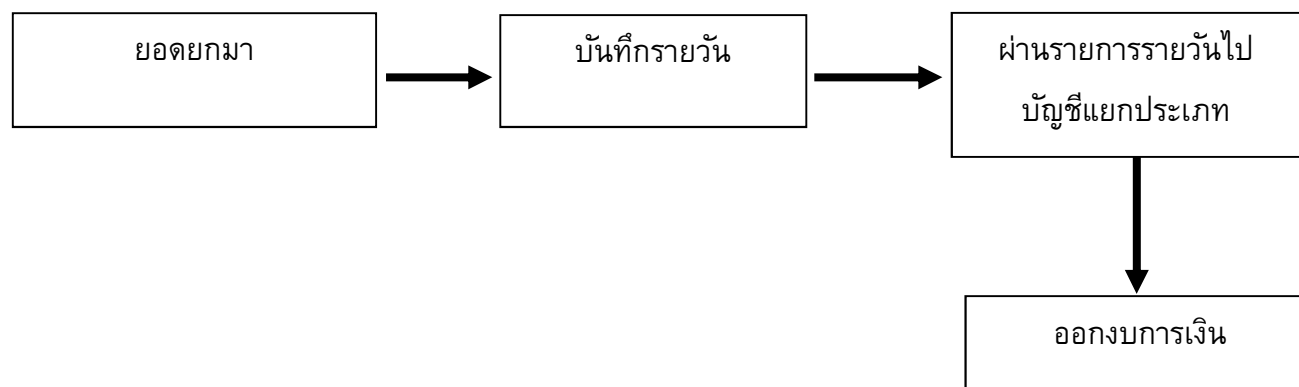 ยอดยกมา
บันทึกรายวัน
ผ่านรายการรายวันไป
บัญชีแยกประเภท
ออกงบการเงิน